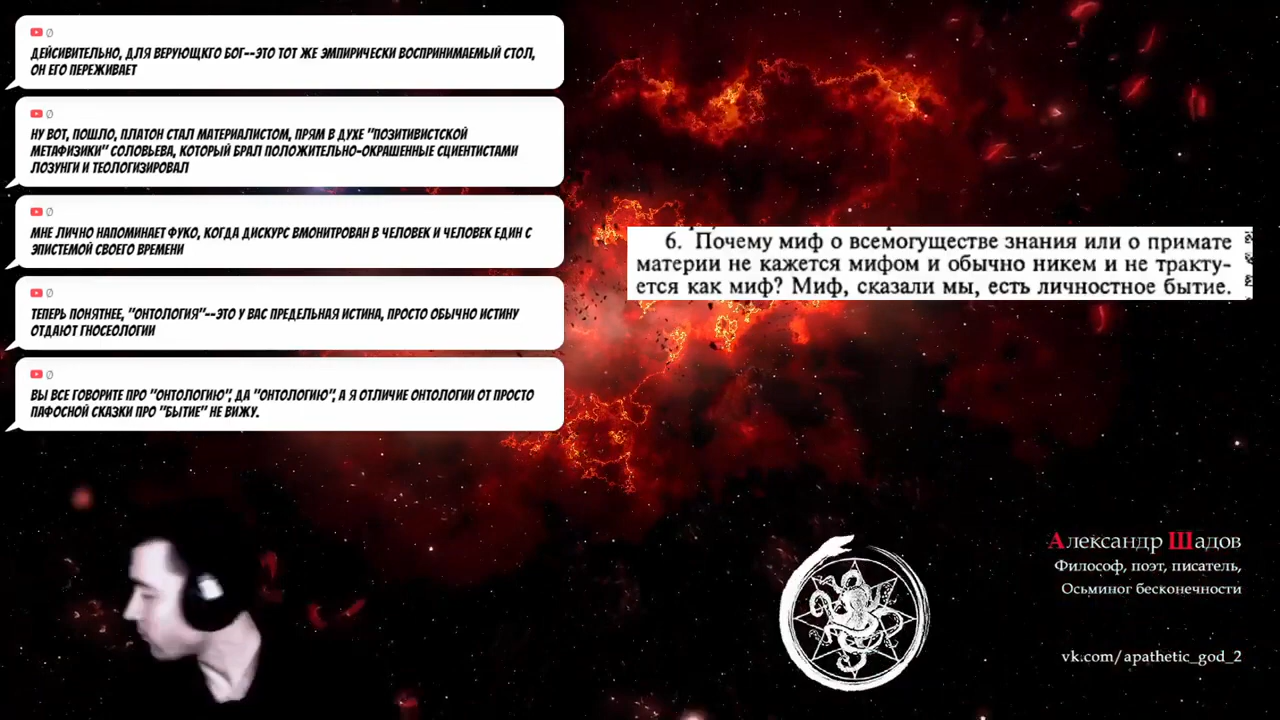 Ø
ДЕЙСИВИТЕЛЬНО, ДЛЯ ВЕРУЮЩКГО БОГ--ЭТО ТОТ ЖЕ ЭМПИРИЧЕСКИ ВОСПРИНИМАЕМЫЙ СТОЛ,
ОН ЕГО ПЕРЕЖИВАЕТ
Ø
НУ ВОТ, ПОШЛО, ПЛАТОН СТАЛ МАТЕРИАЛИСТОМ, ПРЯМ В ДУХЕ "ПОЗИТИВИСТСКОЙ
МЕТАФИЗИКИ" СОЛОВЬЕВА, КОТОРЫЙ БРАЛ ПОЛОЖИТЕЛЬНО-ОКРАШЕННЫЕ СЦИЕНТИСТАМИ
ЛОЗУНГИ И ТЕОЛОГИЗИРОВАЛ
Ø
МНЕ ЛИЧНО НАПОМИНАЕТ ФУКО, КОГДА ДИСКУРС ВМОНИТРОВАН В ЧЕЛОВЕК И ЧЕЛОВЕК ЕДИН С
ЭПИСТЕМОЙ СВОЕГО ВРЕМЕНИ
Ø
ТЕПЕРЬ ПОНЯТНЕЕ, "ОНТОЛОГИЯ"--ЭТО У ВАС ПРЕДЕЛЬНАЯ ИСТИНА, ПРОСТО ОБЫЧНО ИСТИНУ
ОТДАЮТ ГНОСЕОЛОГИИ
Ø
ВЫ ВСЕ ГОВОРИТЕ ПРО "ОНТОЛОГИЮ", ДА "ОНТОЛОГИЮ", А Я ОТЛИЧИЕ ОНТОЛОГИИ ОТ ПРОСТО
ПАФОСНОЙ СКАЗКИ ПРО "БЫТИЕ" НЕ ВИЖУ.
6. Почему миф о всемогуществе знания или о примате
материи не кажется мифом и обычно никем и не тракту-
ется как миф? Миф, сказали мы, есть личностное бытие.
Александр Шадов
Философ, поэт, писатель,
Осьминог бесконечности
vk.com/apathetic_god_2